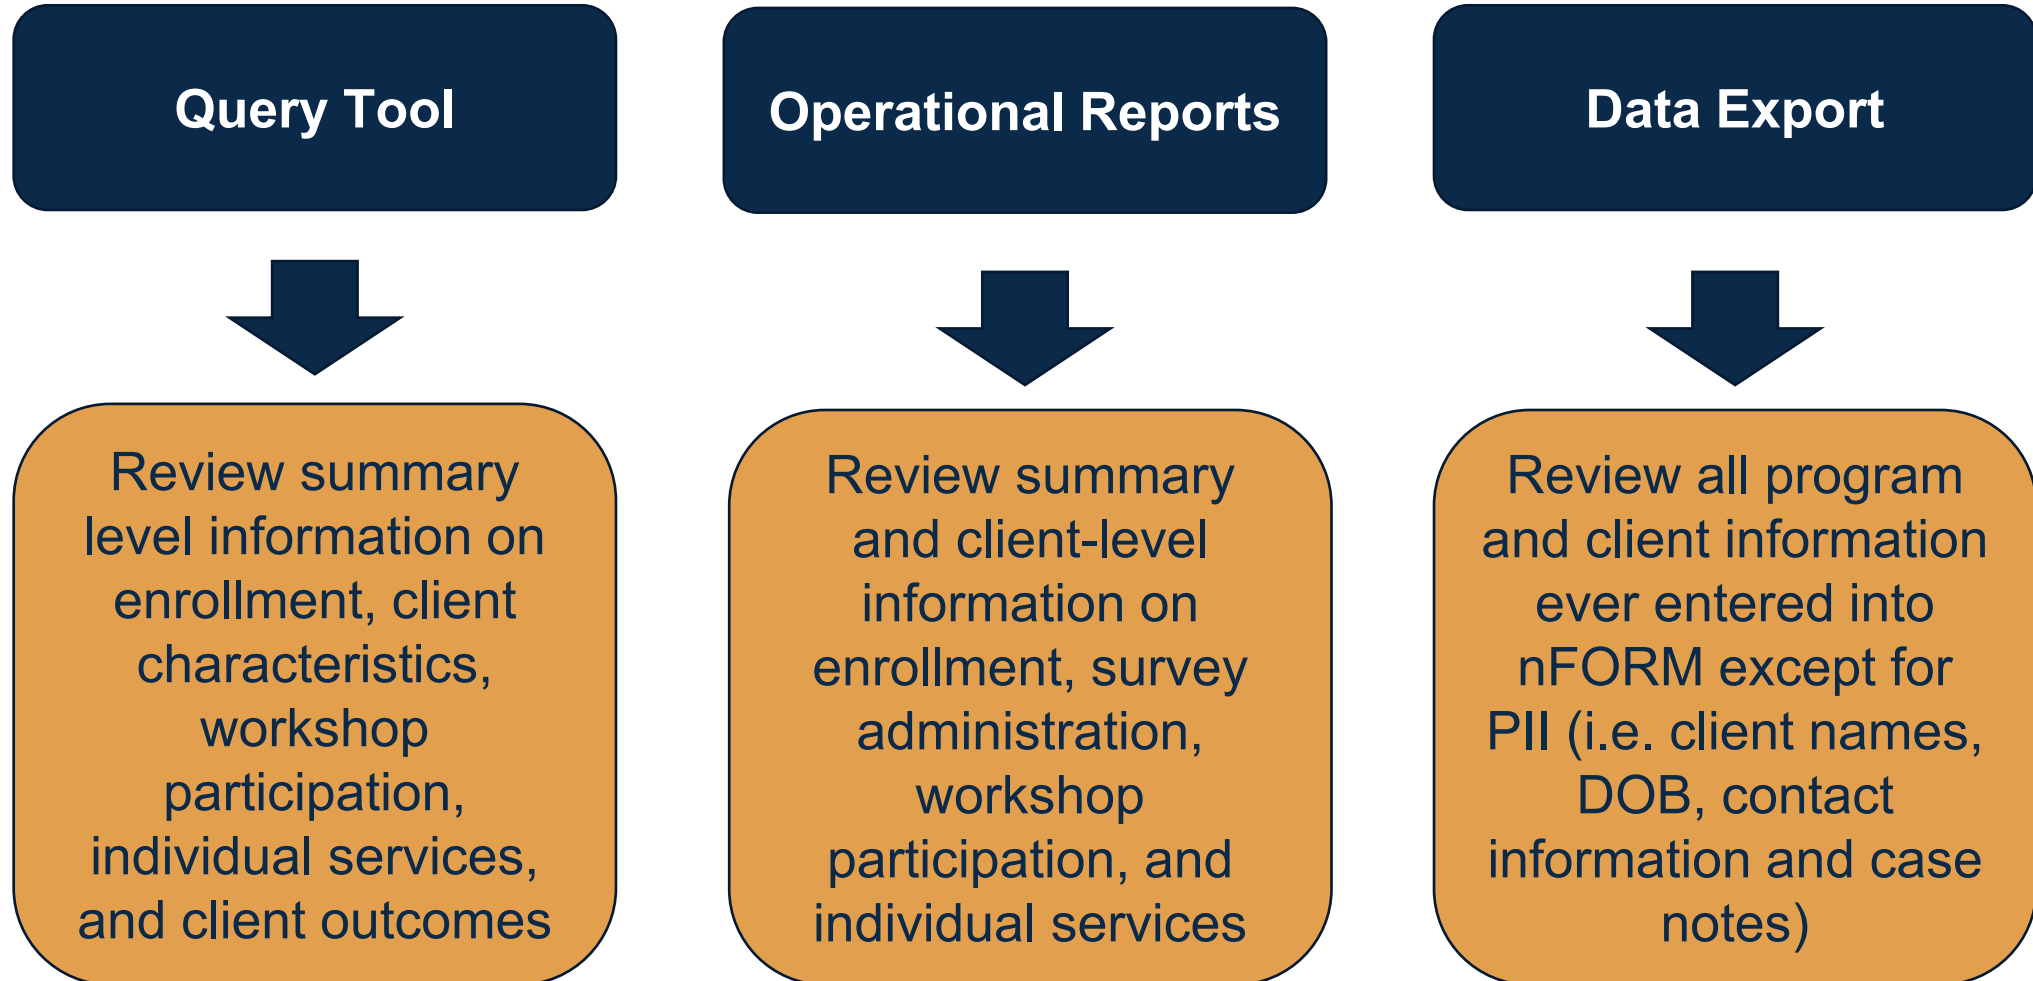 Query Tool
Operational Reports
Data Export
Review summary
level information on
enrollment, client
characteristics,
workshop
participation,
individual services,
and client outcomes
Review summary
and client-level
information on
enrollment, survey
administration,
workshop
participation, and
individual services
Review all program
and client information
ever entered into
nFORM except for
PII (i.e. client names,
DOB, contact
information and case
notes)